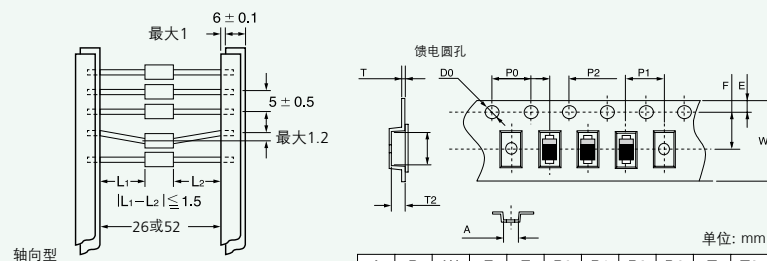 6 ± 0.1
最大1
5 ± 0.5
最大1.2
L₁ L₂
|L₁−L₂|≦1.5
26或52
轴向型
馈电圆孔
T D0 P0 P2 P1 F E
W
T2
A
单位: mm